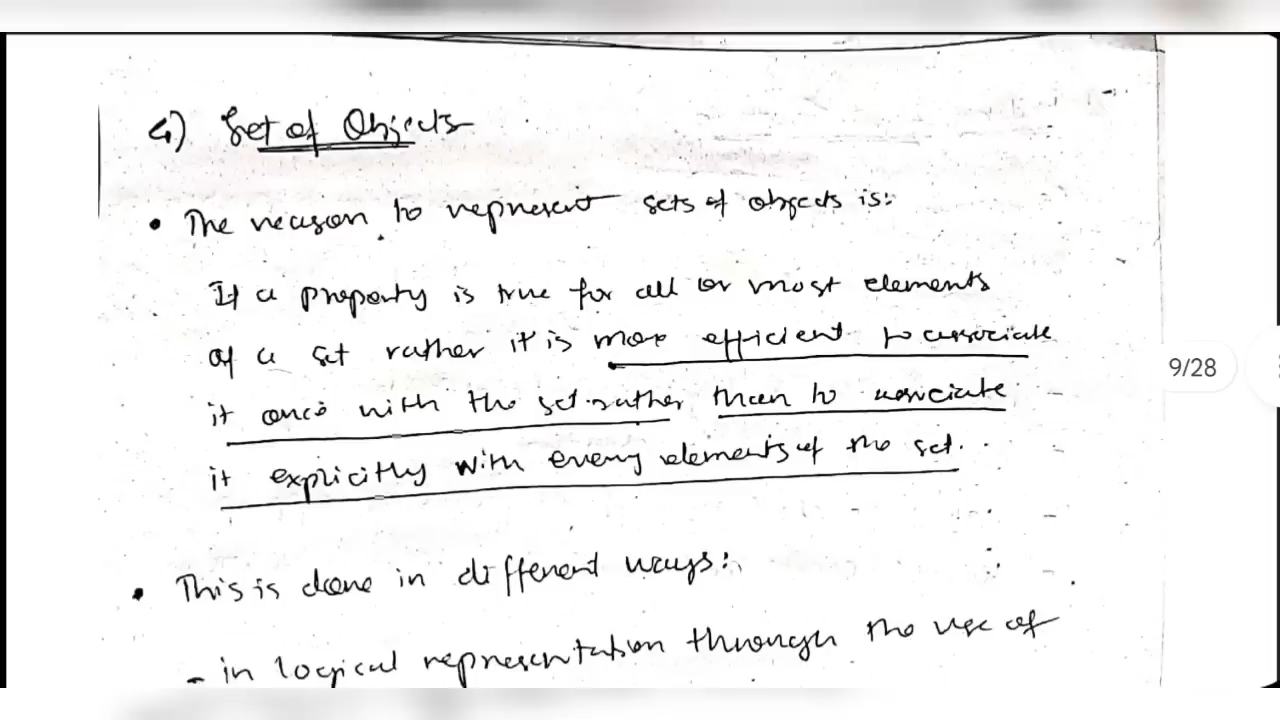 4) Set of Objects
• The reason to represent sets of objects is:
If a property is true for all or most elements
of a set rather it is more efficient to associate
it once with the set rather than to associate
it explicitly with every elements of the set.
• This is done in different ways:
- in logical representation through the use of
9/28